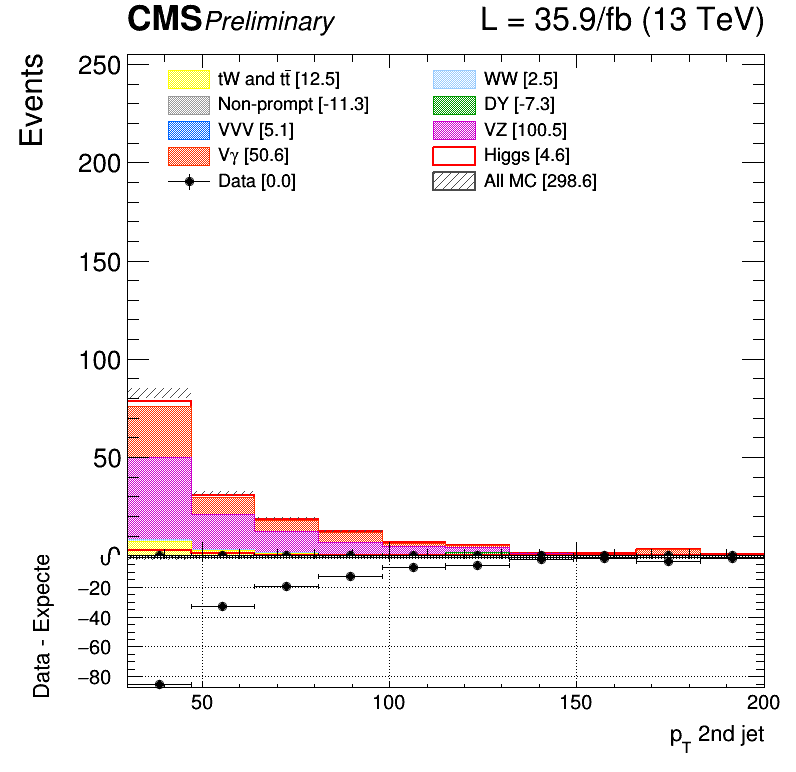 CMS Preliminary L = 35.9/fb (13 TeV)
Events
250
200
150
100
50
0
tW and tt̄ [12.5]
Non-prompt [-11.3]
VVV [5.1]
Vγ [50.6]
Data [0.0]
WW [2.5]
DY [-7.3]
VZ [100.5]
Higgs [4.6]
All MC [298.6]
Data - Expecte
0
−20
−40
−60
−80
50 100 150 200
pT 2nd jet